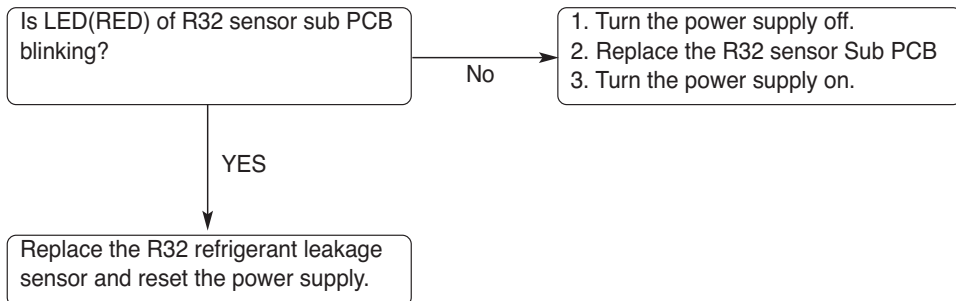 Is LED(RED) of R32 sensor sub PCB
blinking?
No
1. Turn the power supply off.
2. Replace the R32 sensor Sub PCB
3. Turn the power supply on.
YES
Replace the R32 refrigerant leakage
sensor and reset the power supply.